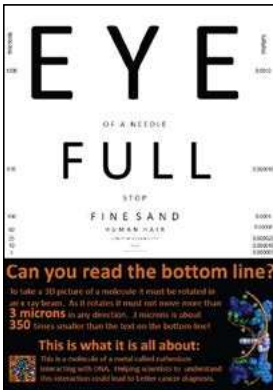 EYE
OF A NEEDLE
FULL
STOP
FINE SAND
HUMAN HAIR
Can you read the bottom line?
To take a 3D picture of a molecule it must be rotated in
an x ray beam. As it rotates it must not move more than
3 microns in any direction. 3 microns is about
350 times smaller than the text on the bottom line!
This is what it is all about:
This is a molecule of a metal called ruthenium
interacting with DNA. Helping scientists to understand
this interaction could lead to better cancer diagnosis.